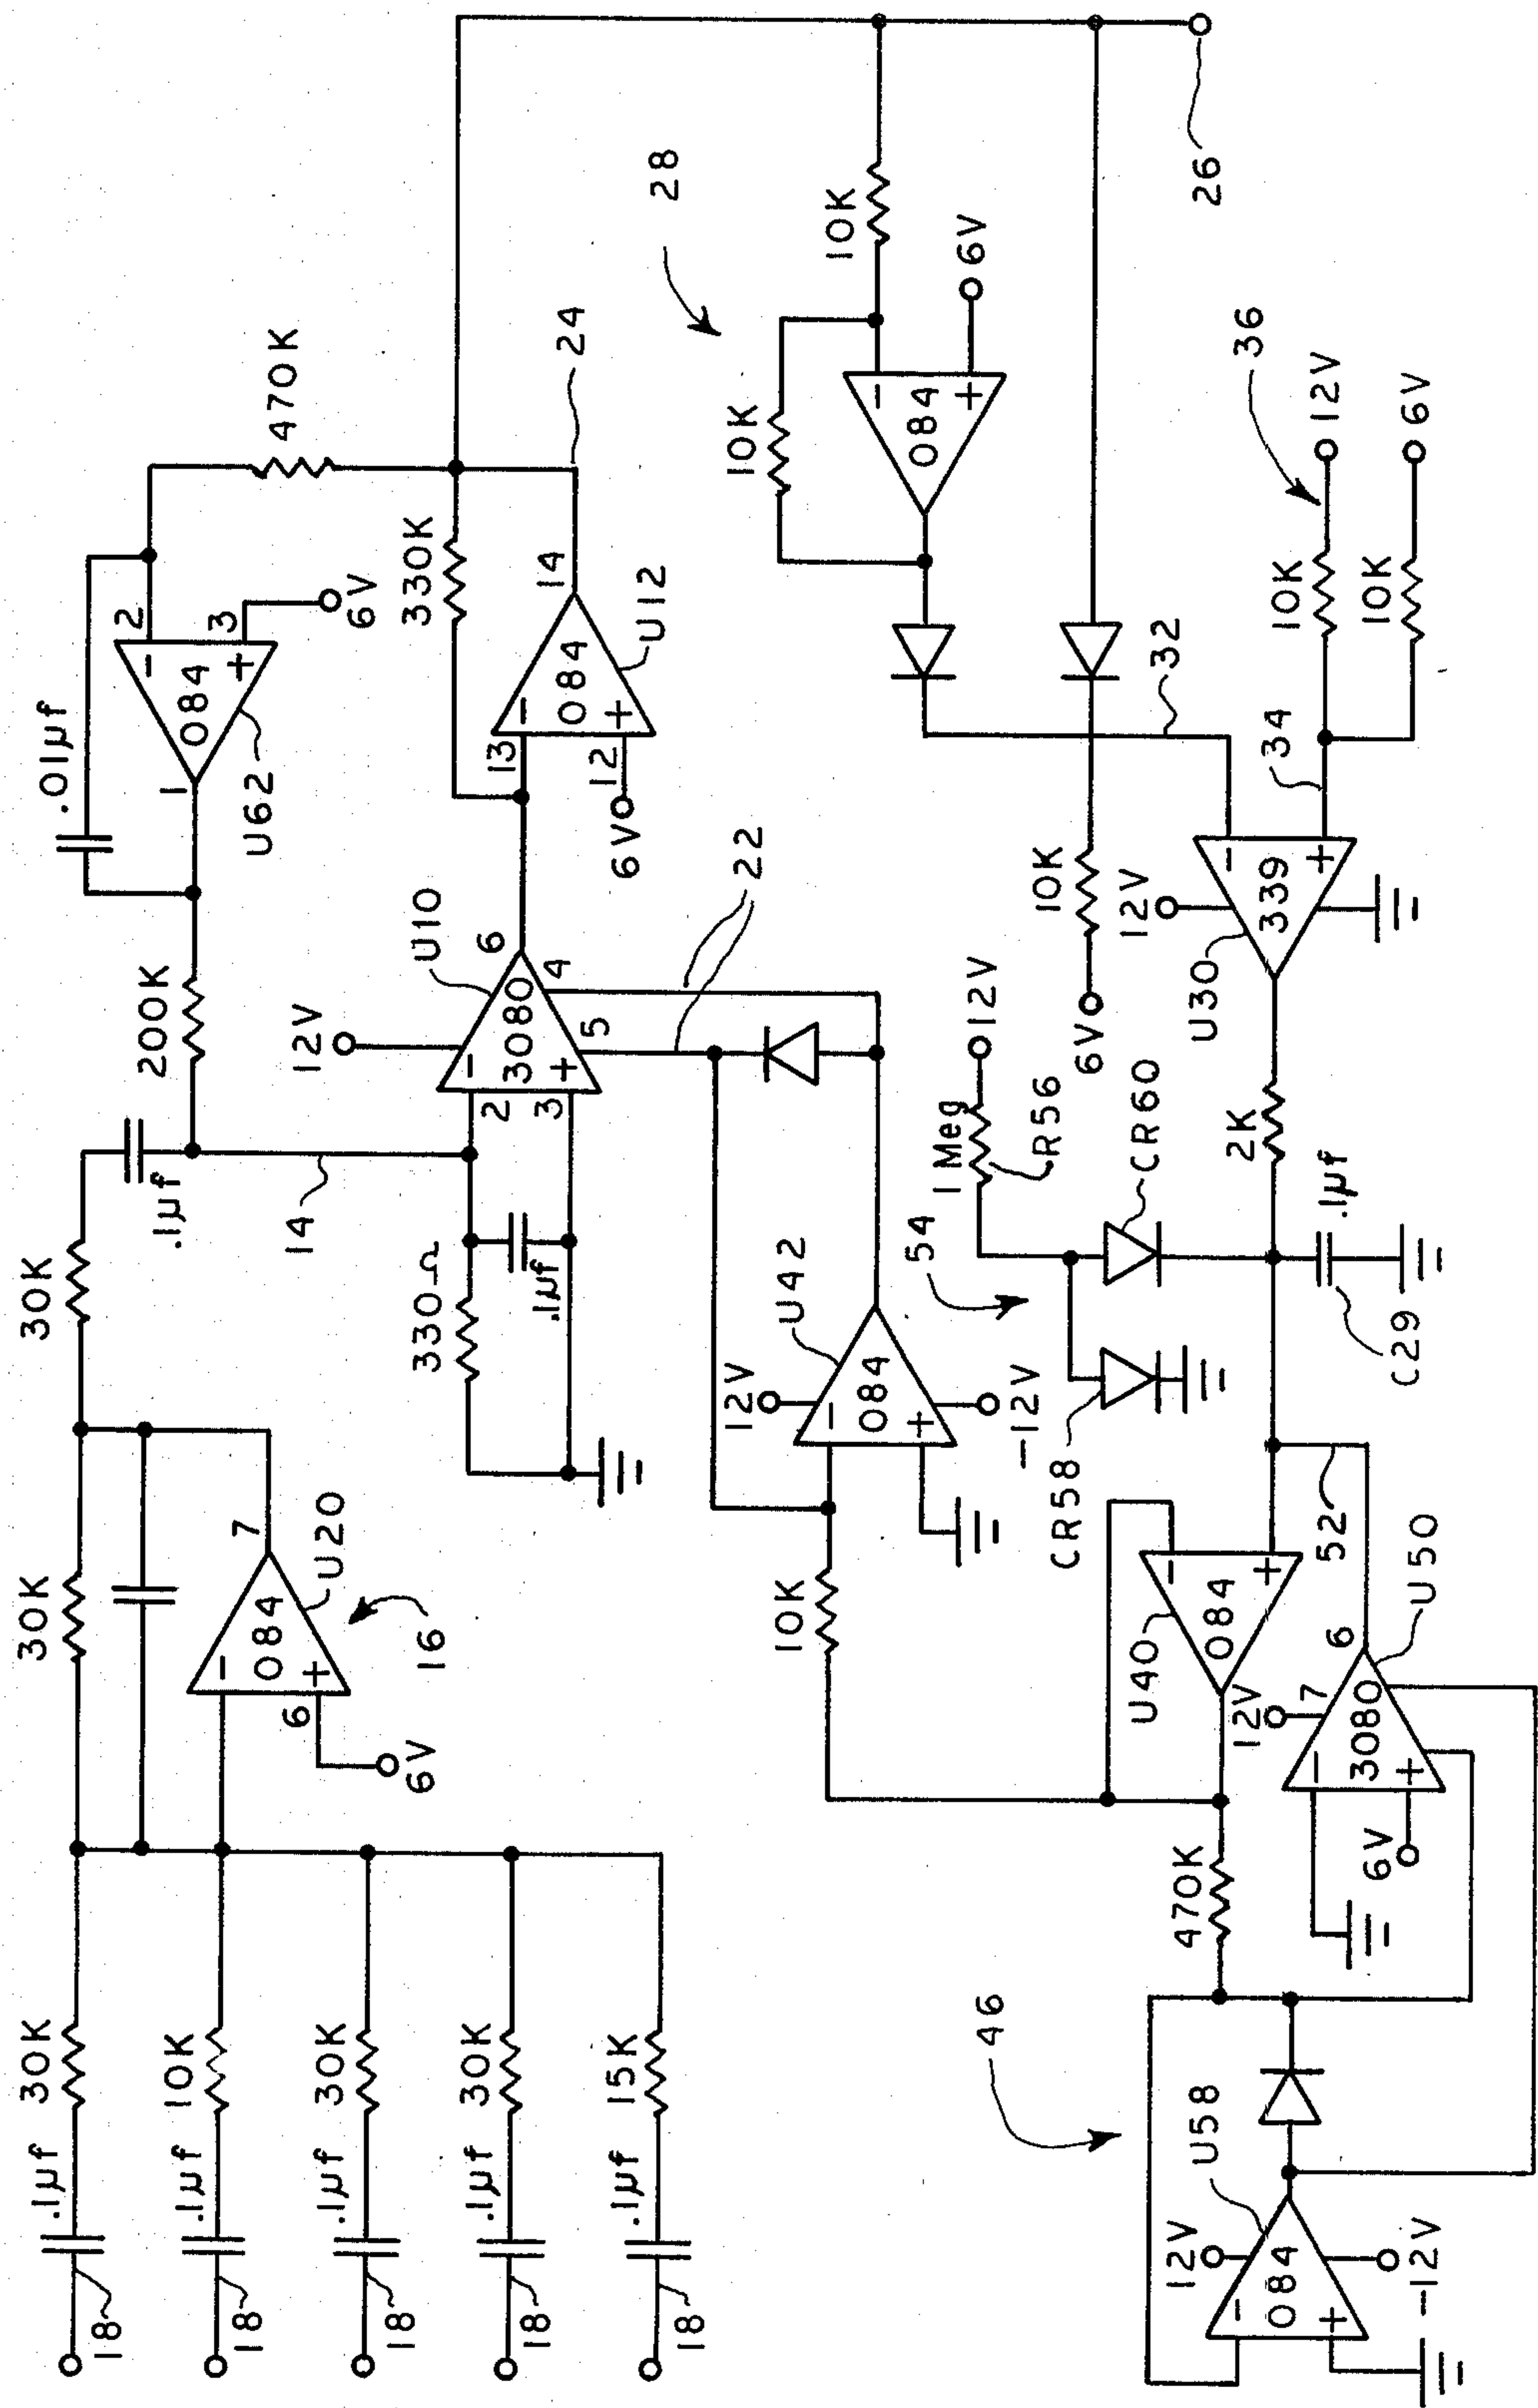 30K
.1µf
18
10K
.1µf
18
30K
.1µf
18
30K
.1µf
18
15K
.1µf
18
30K
−
084
+
7
6
6V
U20
16
30K
.1µf
14
200K
.01µf
1
2
3
−
084
+
U62
6V
470K
330Ω
.1µf
12V
U10
2
3
−
3080
+
6
4
5
22
330K
13
12
14
−
084
+
U12
6V
24
28
10K
10K
−
084
+
6V
26
10K
12V
U42
−
084
+
−12V
10K
6V
32
36
12V
10K
10K
6V
34
12V
−
339
+
U30
2K
1 Meg
12V
R56
54
CR60
CR58
.1µf
C29
U40
−
084
+
52
470K
12V
7
6
−
3080
+
6V
U50
46
U58
12V
−
084
+
−12V